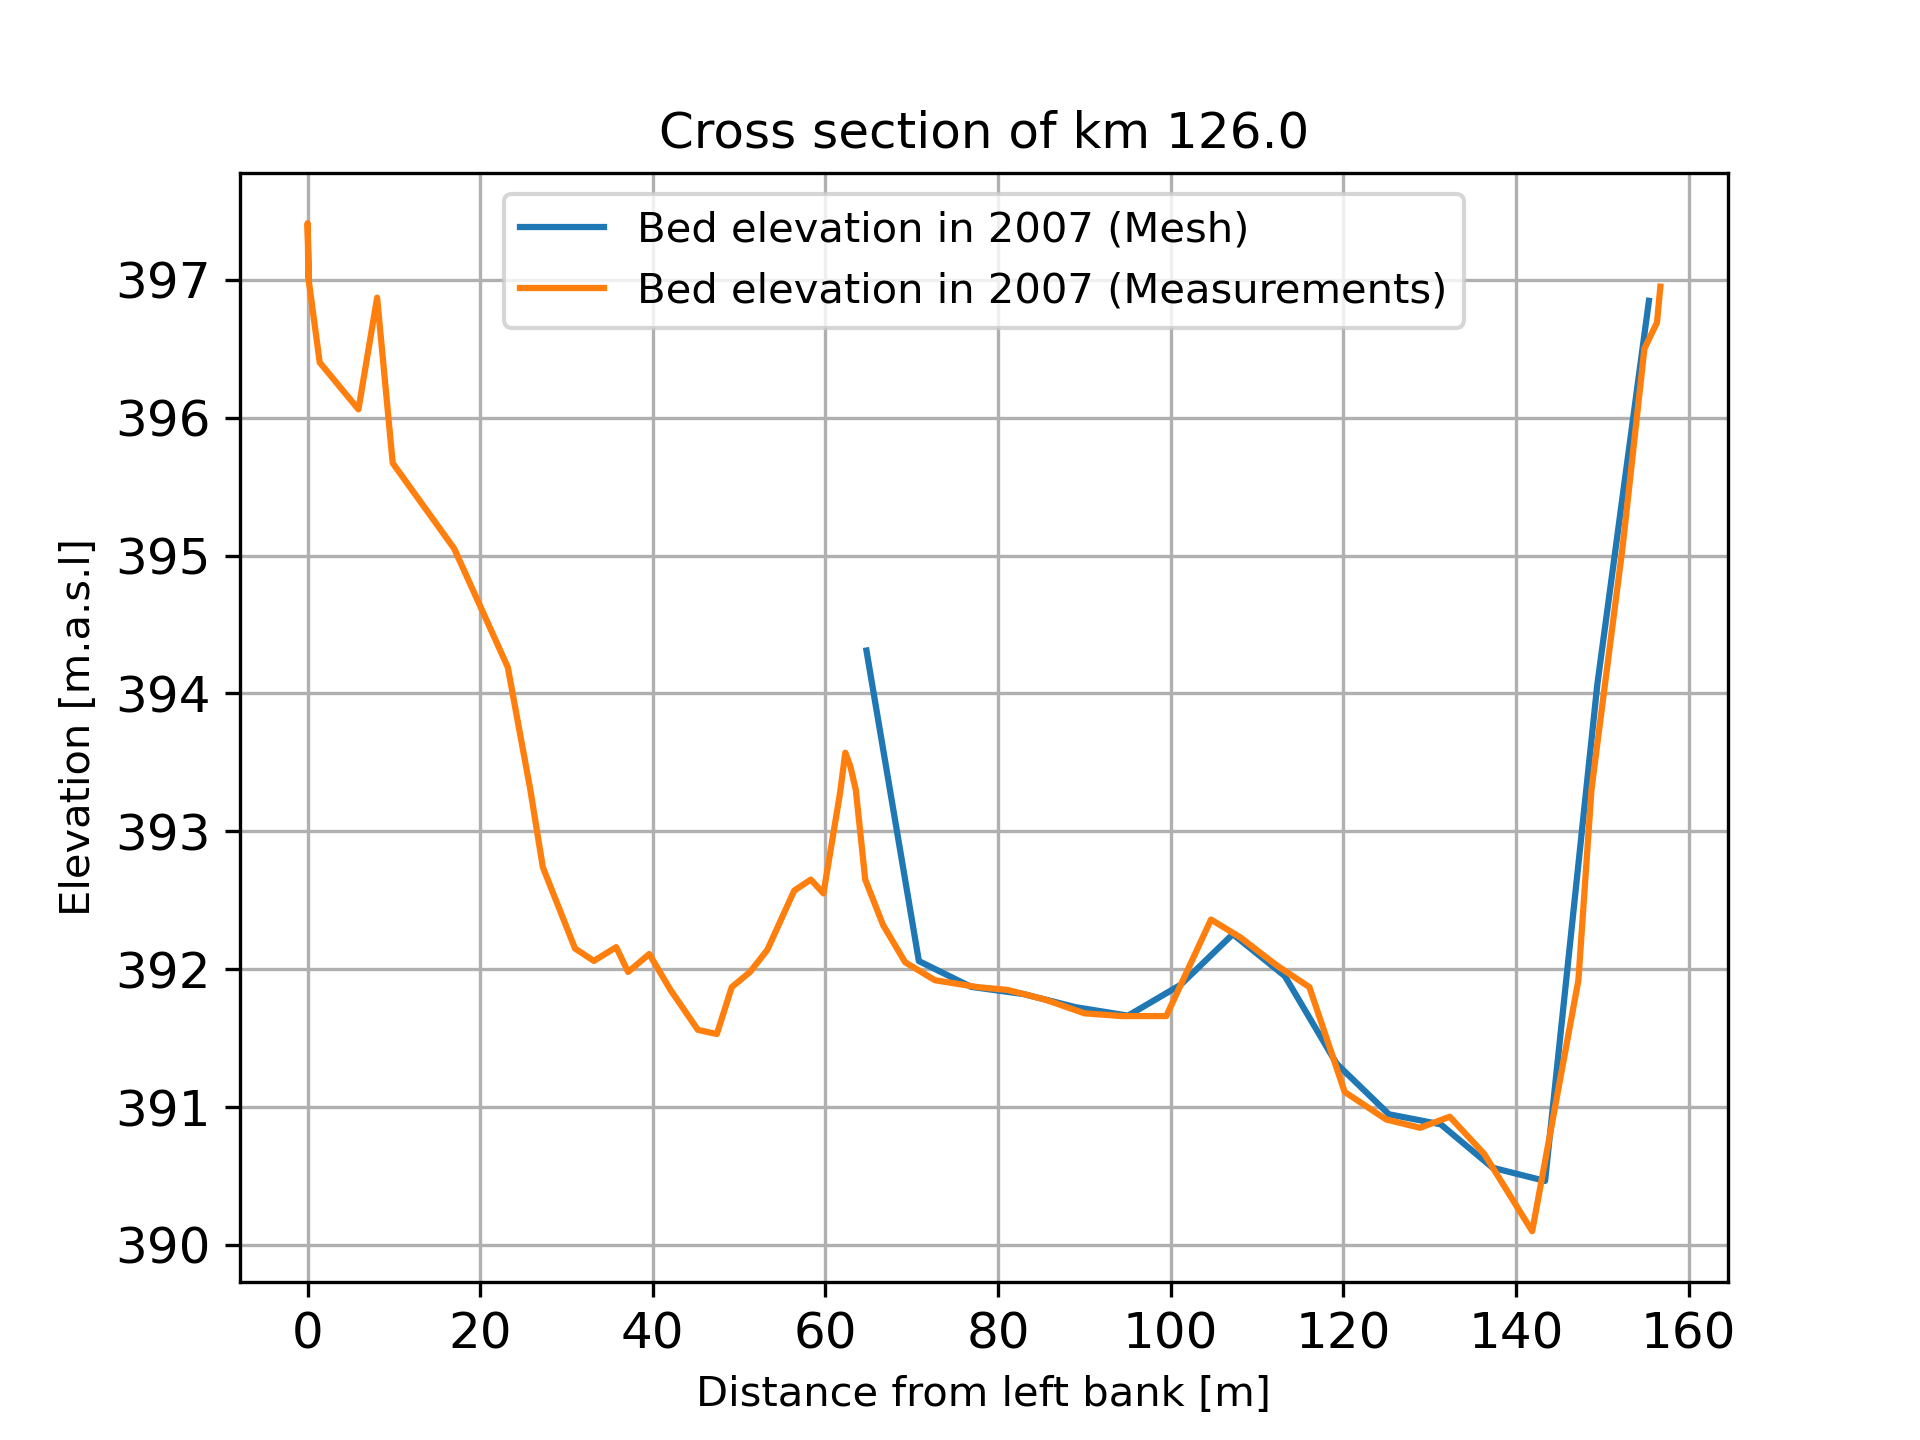 Cross section of km 126.0
Bed elevation in 2007 (Mesh)
Bed elevation in 2007 (Measurements)
Elevation [m.a.s.l]
397
396
395
394
393
392
391
390
0 20 40 60 80 100 120 140 160
Distance from left bank [m]